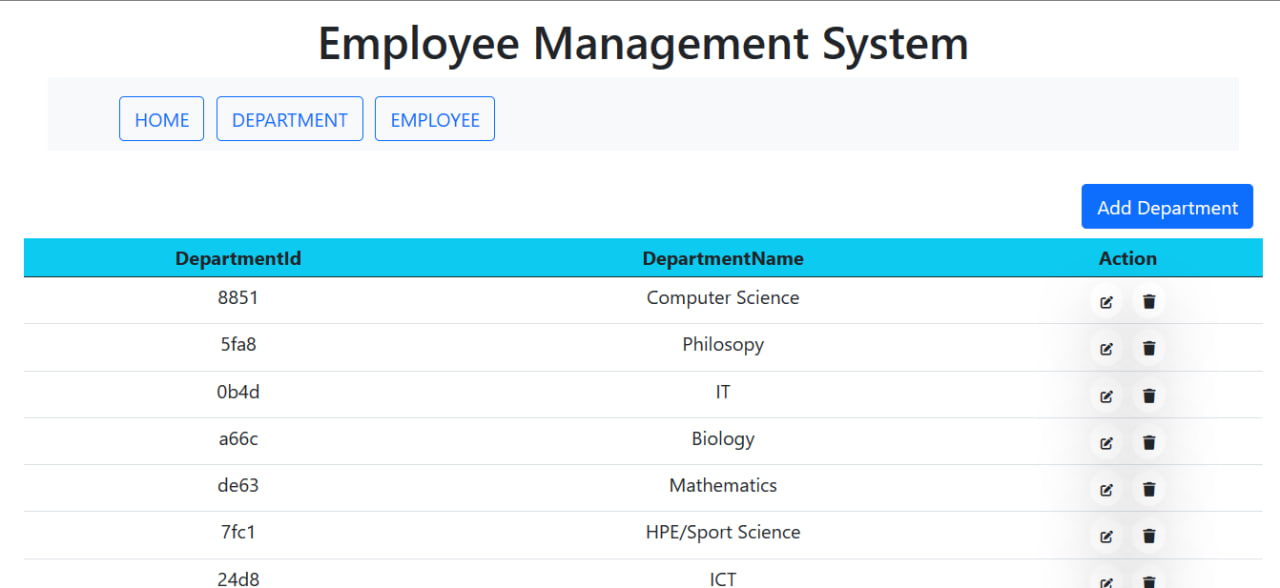 Employee Management System
HOME DEPARTMENT EMPLOYEE
Add Department
DepartmentId DepartmentName Action
8851 Computer Science
5fa8 Philosopy
0b4d IT
a66c Biology
de63 Mathematics
7fc1 HPE/Sport Science
24d8 ICT